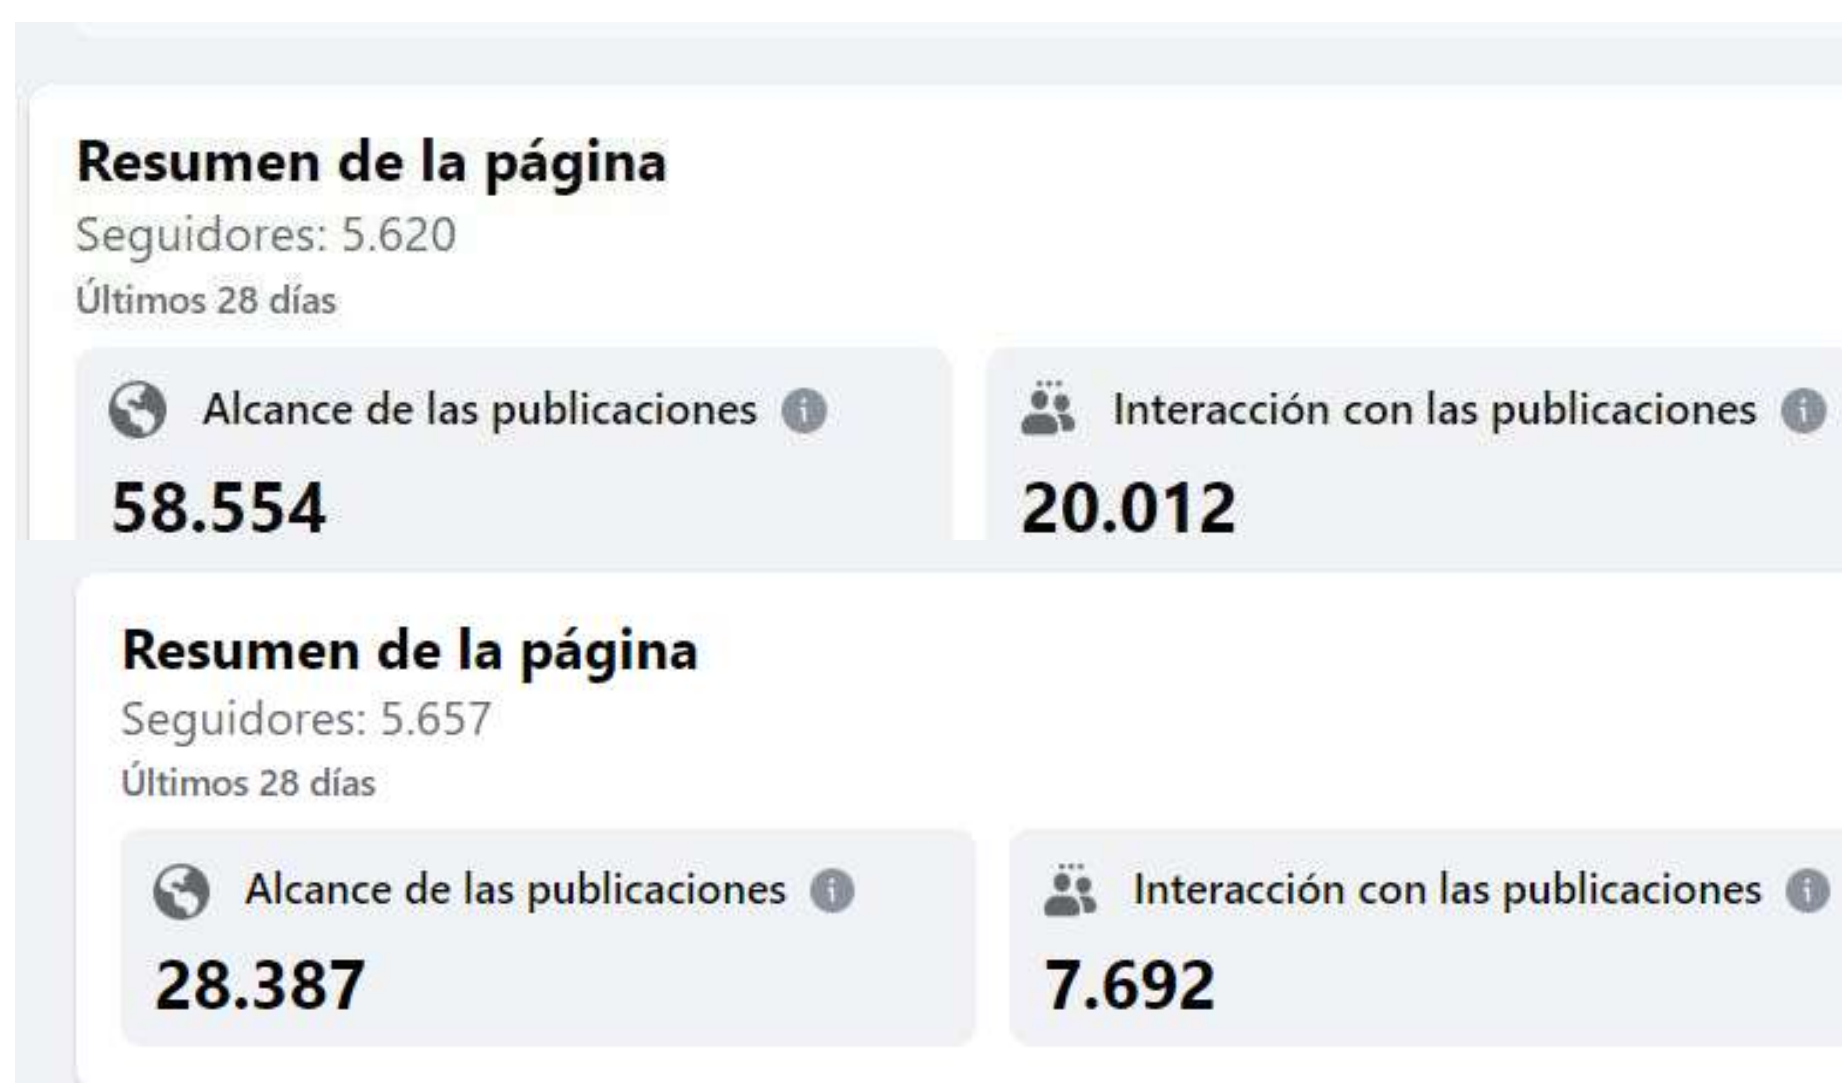 Resumen de la página
Seguidores: 5.620
Últimos 28 días
Alcance de las publicaciones
Interacción con las publicaciones
58.554
20.012
Resumen de la página
Seguidores: 5.657
Últimos 28 días
Alcance de las publicaciones
Interacción con las publicaciones
28.387
7.692